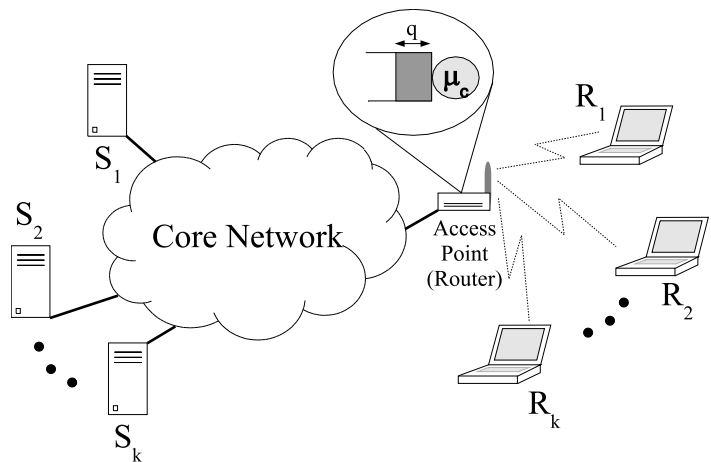 q
μc
R1
S1
S2
Core Network
Access
Point
(Router)
R2
Sk
Rk